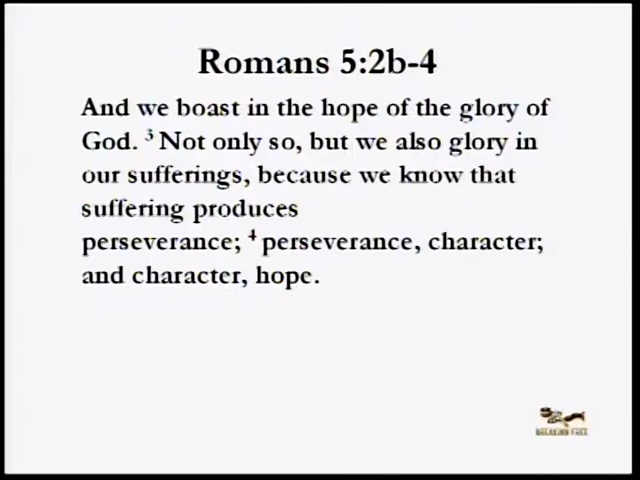 Romans 5:2b-4
And we boast in the hope of the glory of
God. ³ Not only so, but we also glory in
our sufferings, because we know that
suffering produces
perseverance; ⁴ perseverance, character;
and character, hope.
BREAKING FREE